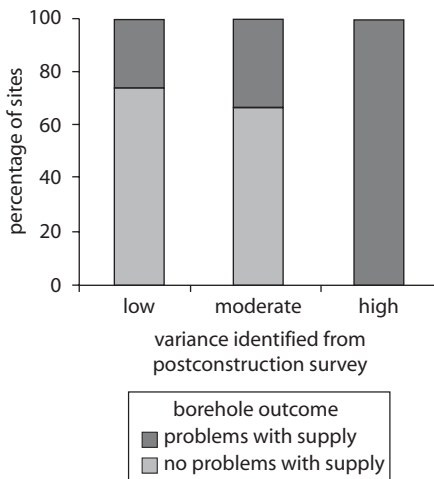 percentage of sites
100
80
60
40
20
0
low moderate high
variance identified from
postconstruction survey
borehole outcome
problems with supply
no problems with supply